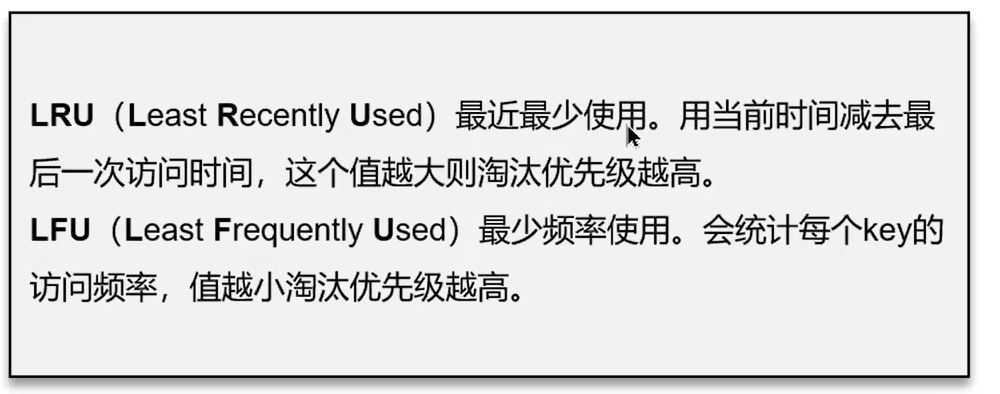 LRU（Least Recently Used）最近最少使用。用当前时间减去最
后一次访问时间，这个值越大则淘汰优先级越高。
LFU（Least Frequently Used）最少频率使用。会统计每个key的
访问频率，值越小淘汰优先级越高。